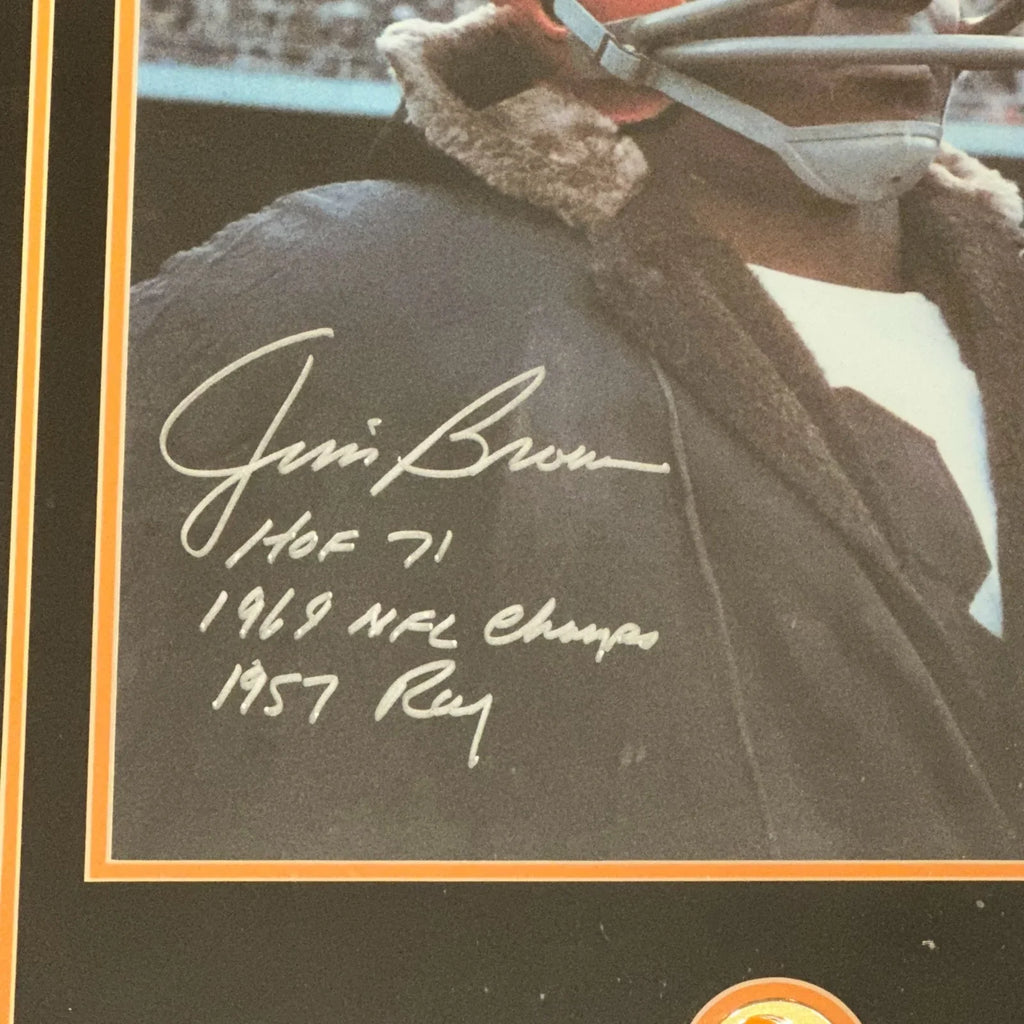 Jim Brown
HOF 71
1969 NFL Champs
1957 Roy